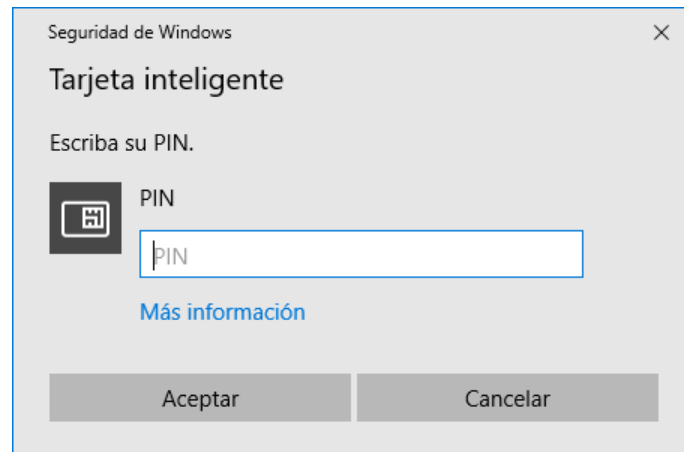 Seguridad de Windows
Tarjeta inteligente
Escriba su PIN.
PIN
PIN
Más información
Aceptar
Cancelar